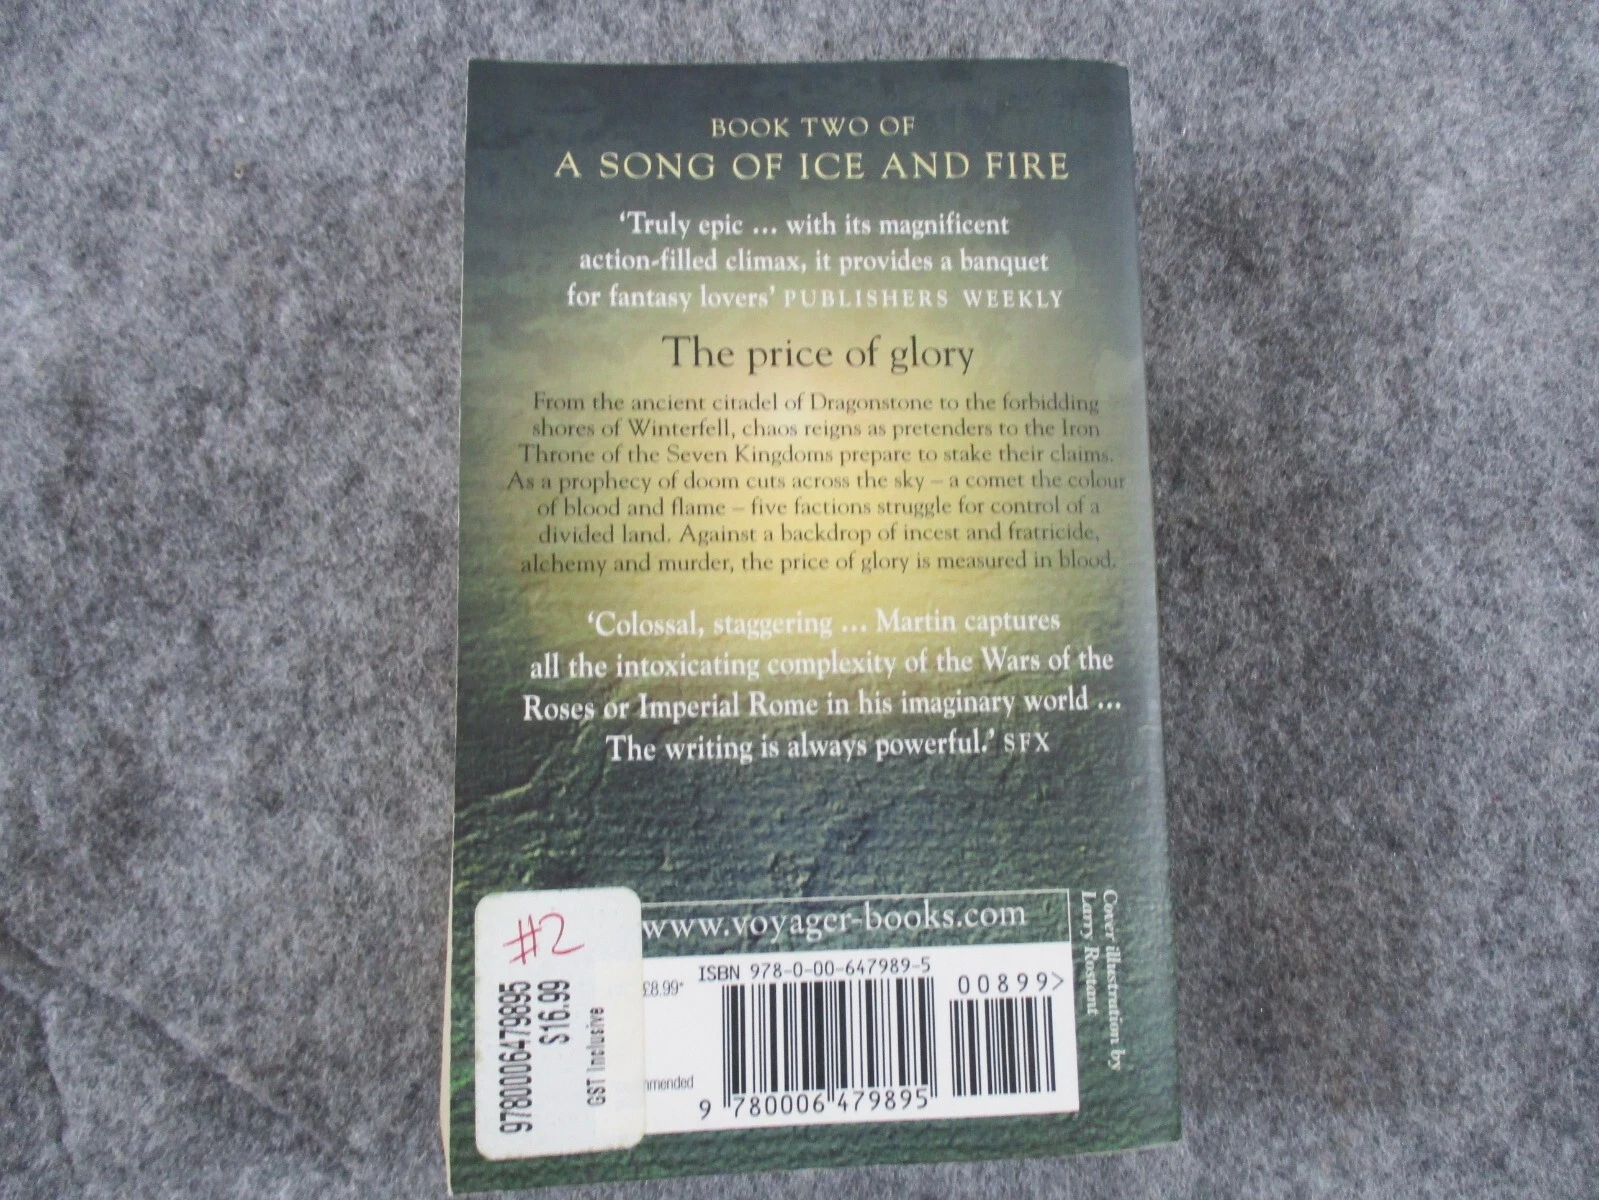 BOOK TWO OF
A SONG OF ICE AND FIRE
‘Truly epic ... with its magnificent
action-filled climax, it provides a banquet
for fantasy lovers’ PUBLISHERS WEEKLY
The price of glory
From the ancient citadel of Dragonstone to the forbidding
shores of Winterfell, chaos reigns as pretenders to the Iron
Throne of the Seven Kingdoms prepare to stake their claims.
As a prophecy of doom cuts across the sky – a comet the colour
of blood and flame – five factions struggle for control of a
divided land. Against a backdrop of incest and fratricide,
alchemy and murder, the price of glory is measured in blood.
‘Colossal, staggering ... Martin captures
all the intoxicating complexity of the Wars of the
Roses or Imperial Rome in his imaginary world ...
The writing is always powerful.’ SFX
www.voyager-books.com
Cover illustration by
Larry Rostant
#2
9780006479895
$16.99
GST Inclusive
£8.99*
ISBN 978-0-00-647989-5
00899>
9 780006 479895